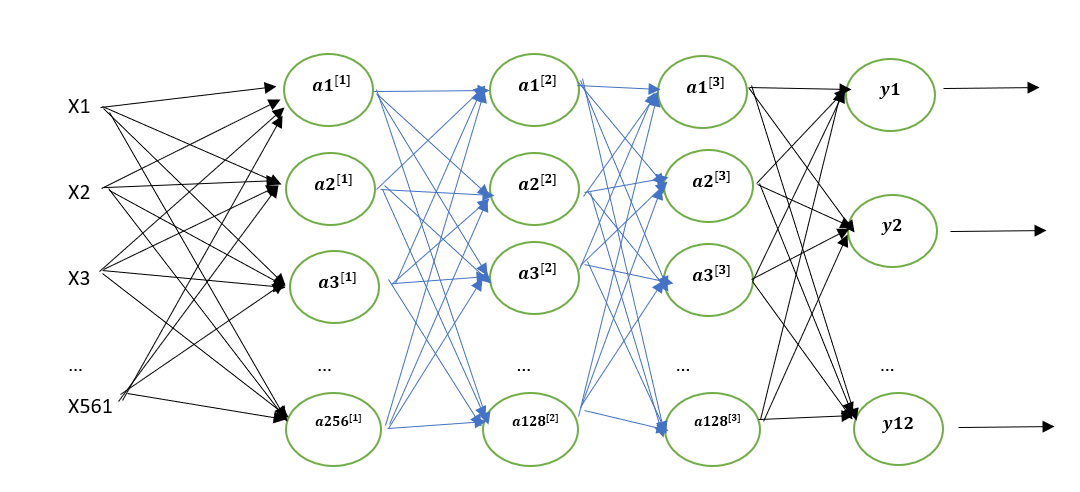 X1 a1[1] a1[2] a1[3] y1
X2 a2[1] a2[2] a2[3] y2
X3 a3[1] a3[2] a3[3]
... ... ... ... ...
X561 a256[1] a128[2] a128[3] y12